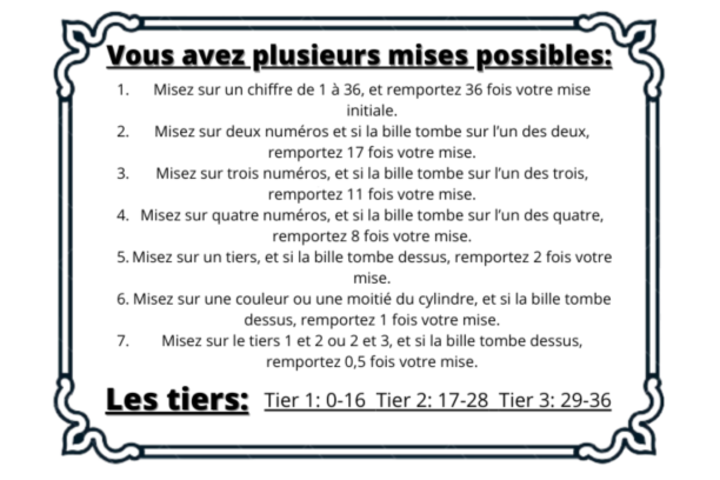 Vous avez plusieurs mises possibles:
1. Misez sur un chiffre de 1 à 36, et remportez 36 fois votre mise
initiale.
2. Misez sur deux numéros et si la bille tombe sur l'un des deux,
remportez 17 fois votre mise.
3. Misez sur trois numéros, et si la bille tombe sur l'un des trois,
remportez 11 fois votre mise.
4. Misez sur quatre numéros, et si la bille tombe sur l'un des quatre,
remportez 8 fois votre mise.
5. Misez sur un tiers, et si la bille tombe dessus, remportez 2 fois votre
mise.
6. Misez sur une couleur ou une moitié du cylindre, et si la bille tombe
dessus, remportez 1 fois votre mise.
7. Misez sur le tiers 1 et 2 ou 2 et 3, et si la bille tombe dessus,
remportez 0,5 fois votre mise.
Les tiers: Tier 1: 0-16 Tier 2: 17-28 Tier 3: 29-36